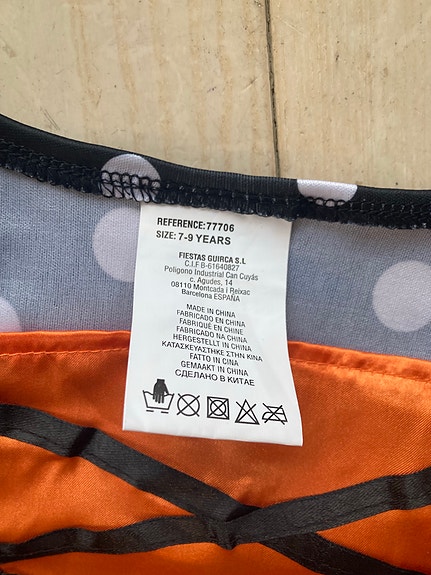 REFERENCE:77706
SIZE: 7-9 YEARS
FIESTAS GUIRCA S.L
C.I.F B-61640827
Poligono Industrial Can Cuyás
c. Agudes, 14
08110 Montcada i Reixac
Barcelona ESPAÑA
MADE IN CHINA
FABRICADO EN CHINA
FABRIQUÉ EN CHINE
FABRICADO NA CHINA
HERGESTELLT IN CHINA
ΚΑΤΑΣΚΕΥΑΣΤΗΚΕ ΣΤΗΝ ΚΙΝΑ
FATTO IN CINA
GEMAAKT IN CHINA
СДЕЛАНО В КИТАЕ